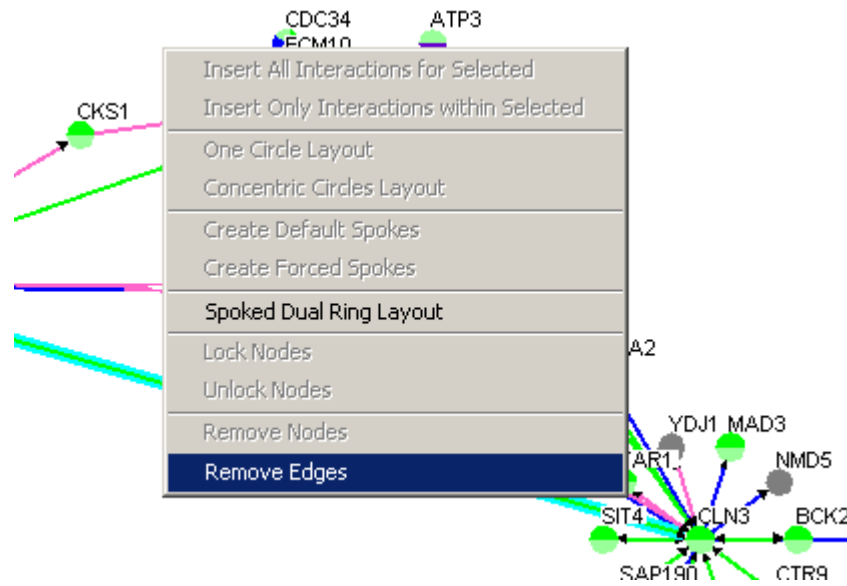 CDC34
ATP3
ECM10
CKS1
Insert All Interactions for Selected
Insert Only Interactions within Selected
One Circle Layout
Concentric Circles Layout
Create Default Spokes
Create Forced Spokes
Spoked Dual Ring Layout
Lock Nodes
Unlock Nodes
Remove Nodes
Remove Edges
A2
YDJ1 MAD3
AR1
NMD5
SIT4
CLN3
BCK2
SAP190
CTR9